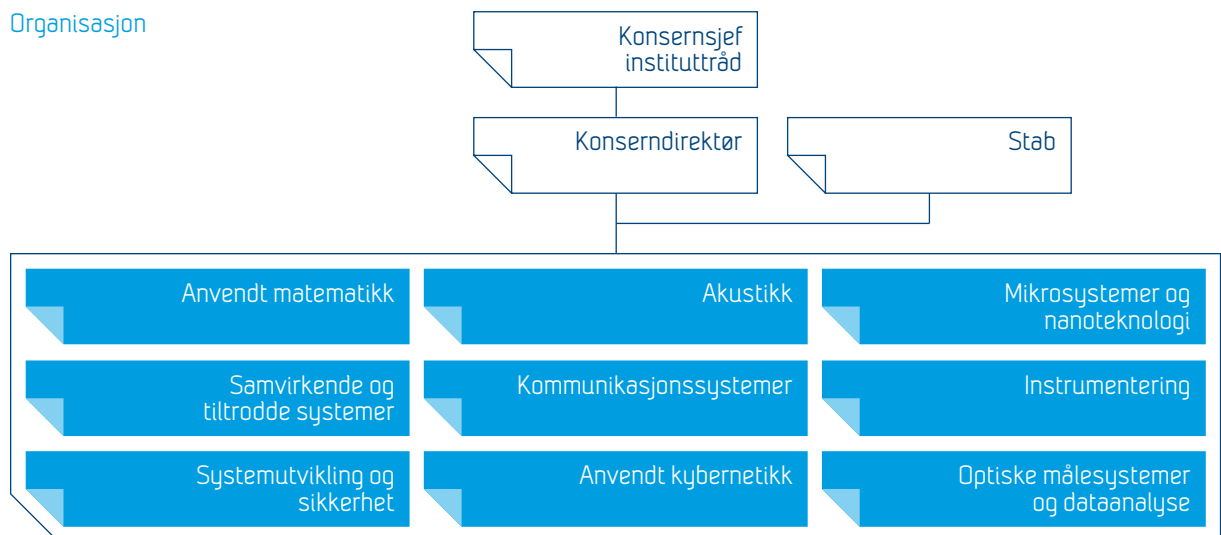 Organisasjon
Konsernsjef
instituttråd
Konserndirektør
Stab
Anvendt matematikk
Akustikk
Mikrosystemer og
nanoteknologi
Samvirkende og
tiltrodde systemer
Kommunikasjonssystemer
Instrumentering
Systemutvikling og
sikkerhet
Anvendt kybernetikk
Optiske målesystemer
og dataanalyse